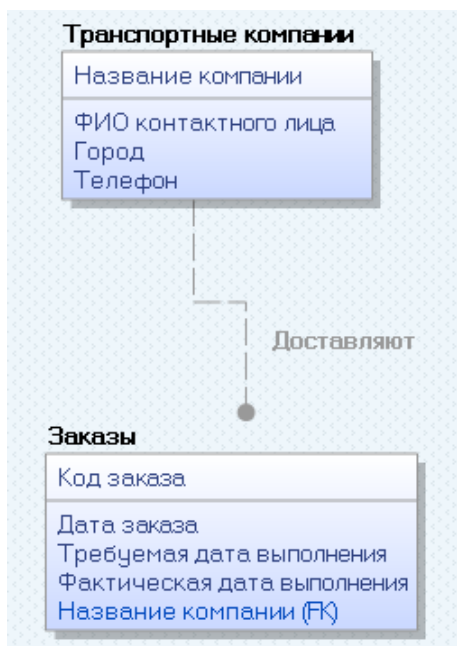 Транспортные компании
Название компании
ФИО контактного лица
Город
Телефон
Доставляют
Заказы
Код заказа
Дата заказа
Требуемая дата выполнения
Фактическая дата выполнения
Название компании (FK)